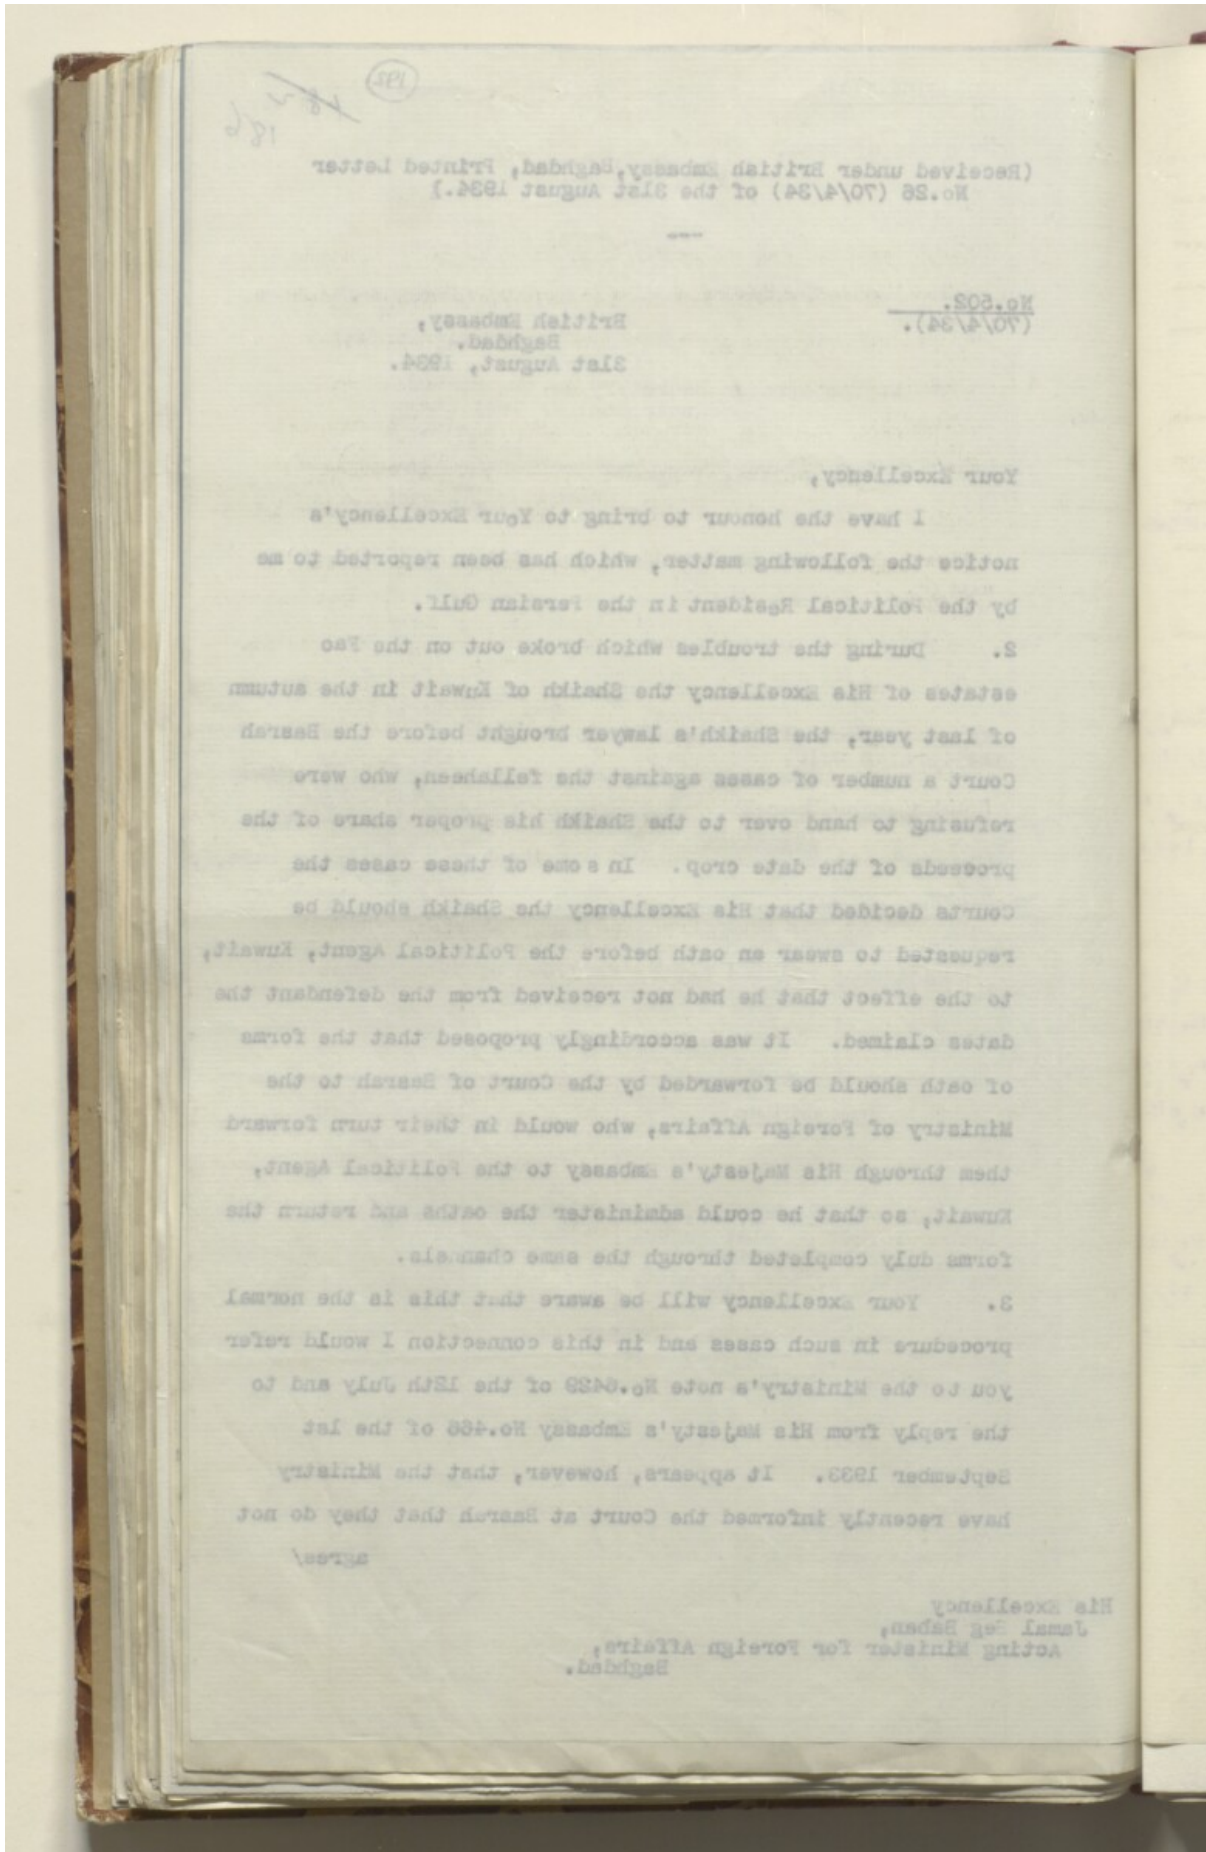 192
182
186
(Received under British Embassy,Baghdad, Printed Letter
No.26 (70/4/34) of the 31st August 1934.)
---
No.502.
(70/4/34).
British Embassy,
Baghdad.
31st August, 1934.
Your Excellency,
I have the honour to bring to Your Excellency's
notice the following matter, which has been reported to me
by the Political Resident in the Persian Gulf.
2. During the troubles which broke out on the Fao
estates of His Excellency the Shaikh of Kuwait in the autumn
of last year, the Shaikh's lawyer brought before the Basrah
Court a number of cases against the fellaheen, who were
refusing to hand over to the Shaikh his proper share of the
proceeds of the date crop. In some of these cases the
Courts decided that His Excellency the Shaikh should be
requested to swear an oath before the Political Agent, Kuwait,
to the effect that he had not received from the defendant the
dates claimed. It was accordingly proposed that the forms
of oath should be forwarded by the Court of Basrah to the
Ministry of Foreign Affairs, who would in their turn forward
them through His Majesty's Embassy to the Political Agent,
Kuwait, so that he could administer the oaths and return the
forms duly completed through the same channels.
3. Your Excellency will be aware that this is the normal
procedure in such cases and in this connection I would refer
you to the Ministry's note No.6429 of the 12th July and to
the reply from His Majesty's Embassy No.466 of the 1st
September 1933. It appears, however, that the Ministry
have recently informed the Court at Basrah that they do not
agree/
His Excellency
Jamal Beg Baban,
Acting Minister for Foreign Affairs,
Baghdad.